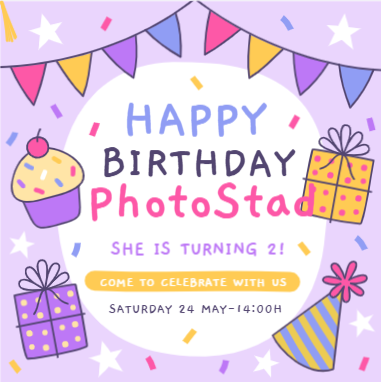 HAPPY
BIRTHDAY
PhotoStad
SHE IS TURNING 2!
COME TO CELEBRATE WITH US
SATURDAY 24 MAY-14:00H